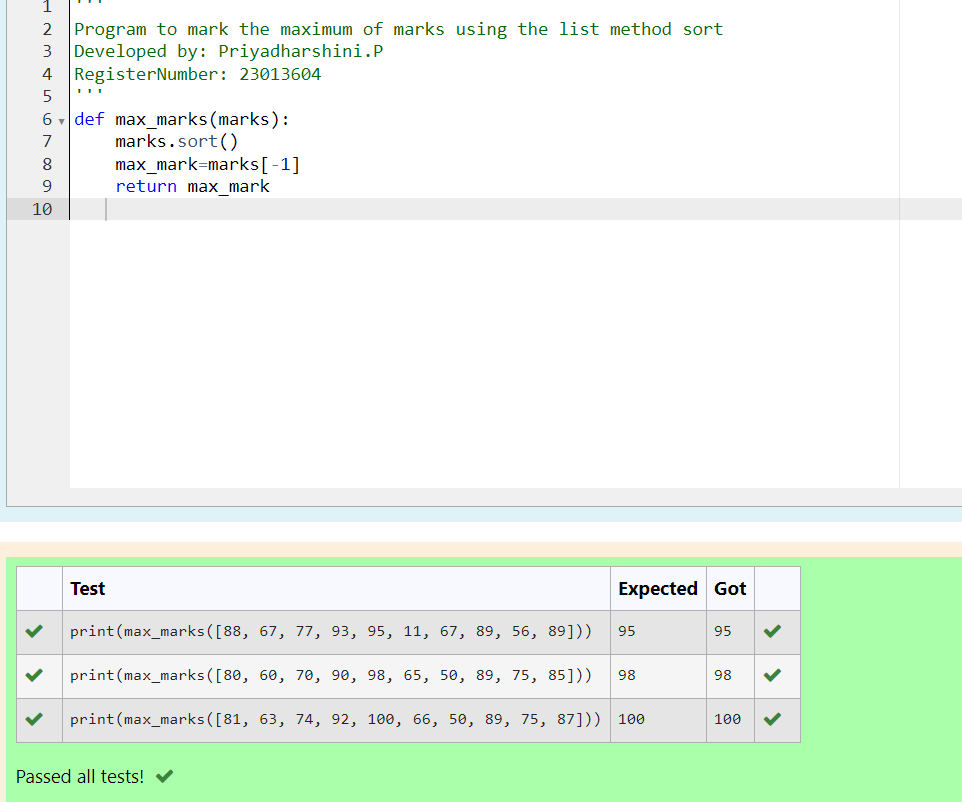 1 '''
2 Program to mark the maximum of marks using the list method sort
3 Developed by: Priyadharshini.P
4 RegisterNumber: 23013604
5 '''
6 def max_marks(marks):
7     marks.sort()
8     max_mark=marks[-1]
9     return max_mark
10
Test Expected Got
print(max_marks([88, 67, 77, 93, 95, 11, 67, 89, 56, 89])) 95 95
print(max_marks([80, 60, 70, 90, 98, 65, 50, 89, 75, 85])) 98 98
print(max_marks([81, 63, 74, 92, 100, 66, 50, 89, 75, 87])) 100 100
Passed all tests!